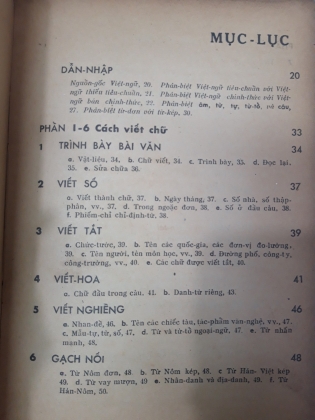 MỤC-LỤC
DẪN-NHẬP 20
Nguồn-gốc Việt-ngữ, 20. Phân-biệt Việt-ngữ tiêu-chuẩn với Việt-
ngữ thiếu tiêu-chuẩn, 21. Phân-biệt Việt-ngữ chính-thức với Việt-
ngữ bán chính-thức, 22. Phân-biệt âm, từ, tự, từ-tố, và câu,
27. Phân-biệt từ-đơn với từ-kép, 30.
PHẦN 1-6 Cách viết chữ 33
1 TRÌNH BÀY BÀI VĂN 34
a. Vật-liệu, 34. b. Chữ viết, 34. c. Trình bày, 35. d. Đọc lại.
35. e. Sửa chữa 36.
2 VIẾT SỐ 37
a. Viết thành chữ, 37. b. Ngày tháng, 37. c. Số nhà, số thập-
phân, vv., 37. d. Trong ngoặc đơn, 38. e. Số ở đầu câu, 38.
f. Phiếm-chỉ chỉ-định-từ, 38.
3 VIẾT TẮT 39
a. Chức-tước, 39. b. Tên các quốc-gia, các đơn-vị đo-lường,
39. c. Tên người, tên môn học, vv., 39. d. Đường phố, công-ty,
công-trường, vv., 40. e. Các chữ được viết tắt, 40.
4 VIẾT-HOA 41
a. Chữ đầu trong câu, 41. b. Danh-từ riêng, 43.
5 VIẾT NGHIÊNG 46
a. Nhan-đề, 46. b. Tên các chiếc tàu, tác-phẩm văn-nghệ, vv., 47.
c. Mẫu-tự, từ, số, 47. d. Từ và từ-tố ngoại-ngữ, 47. e. Từ nhấn
mạnh, 48.
6 GẠCH NỐI 48
a. Từ Nôm đơn, 48. b. Từ Nôm kép, 48. c. Từ Hán-Việt kép
49. d. Từ vay mượn, 49 e. Nhân-danh và địa-danh, 48. f. Từ
Hán-Nôm, 50.